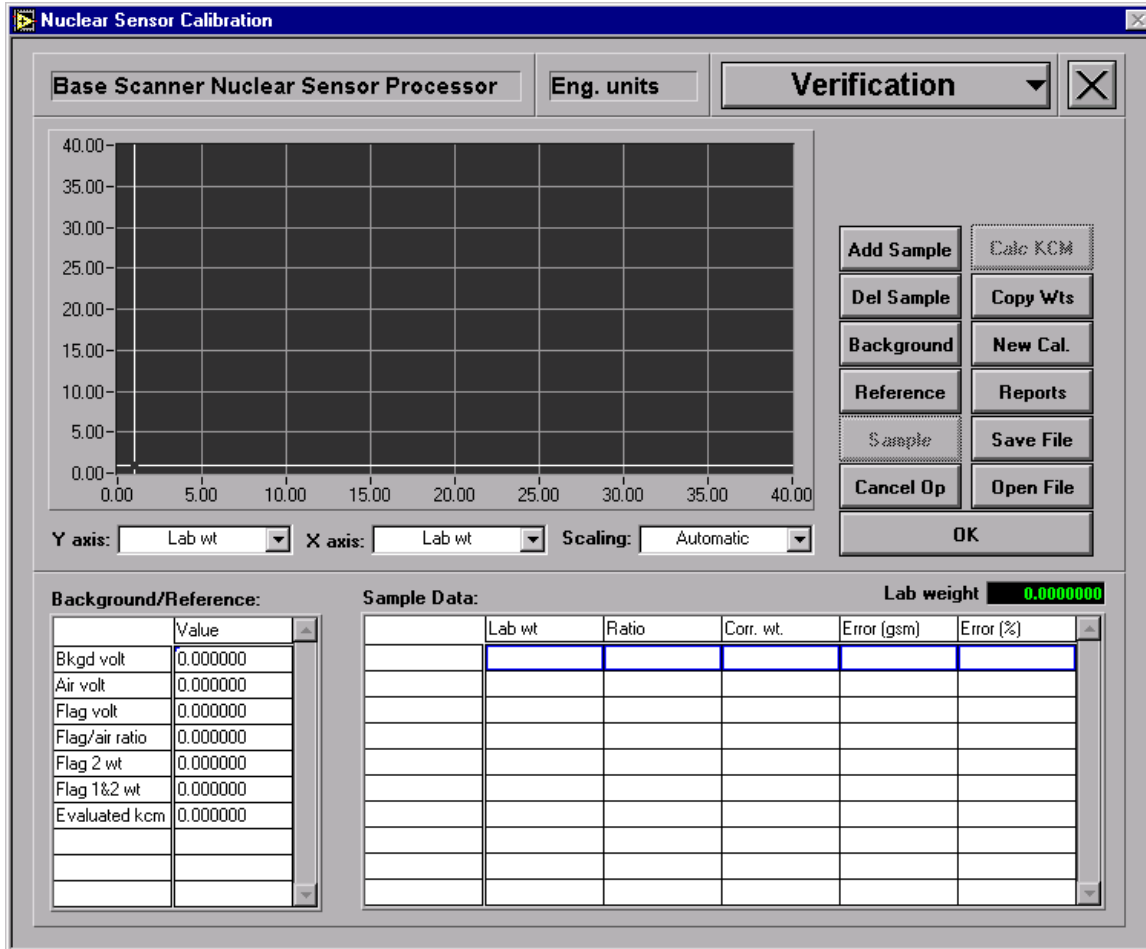 Nuclear Sensor Calibration
Base Scanner Nuclear Sensor Processor
Eng. units
Verification
40.00
35.00
30.00
25.00
20.00
15.00
10.00
5.00
0.00
0.00 5.00 10.00 15.00 20.00 25.00 30.00 35.00 40.00
Y axis: Lab wt X axis: Lab wt Scaling: Automatic
Add Sample Calc KCM
Del Sample Copy Wts
Background New Cal.
Reference Reports
Sample Save File
Cancel Op Open File
OK
Background/Reference:
Value
Bkgd volt 0.000000
Air volt 0.000000
Flag volt 0.000000
Flag/air ratio 0.000000
Flag 2 wt 0.000000
Flag 1&2 wt 0.000000
Evaluated kcm 0.000000
Sample Data:
Lab weight 0.0000000
Lab wt Ratio Corr. wt. Error (gsm) Error (%)